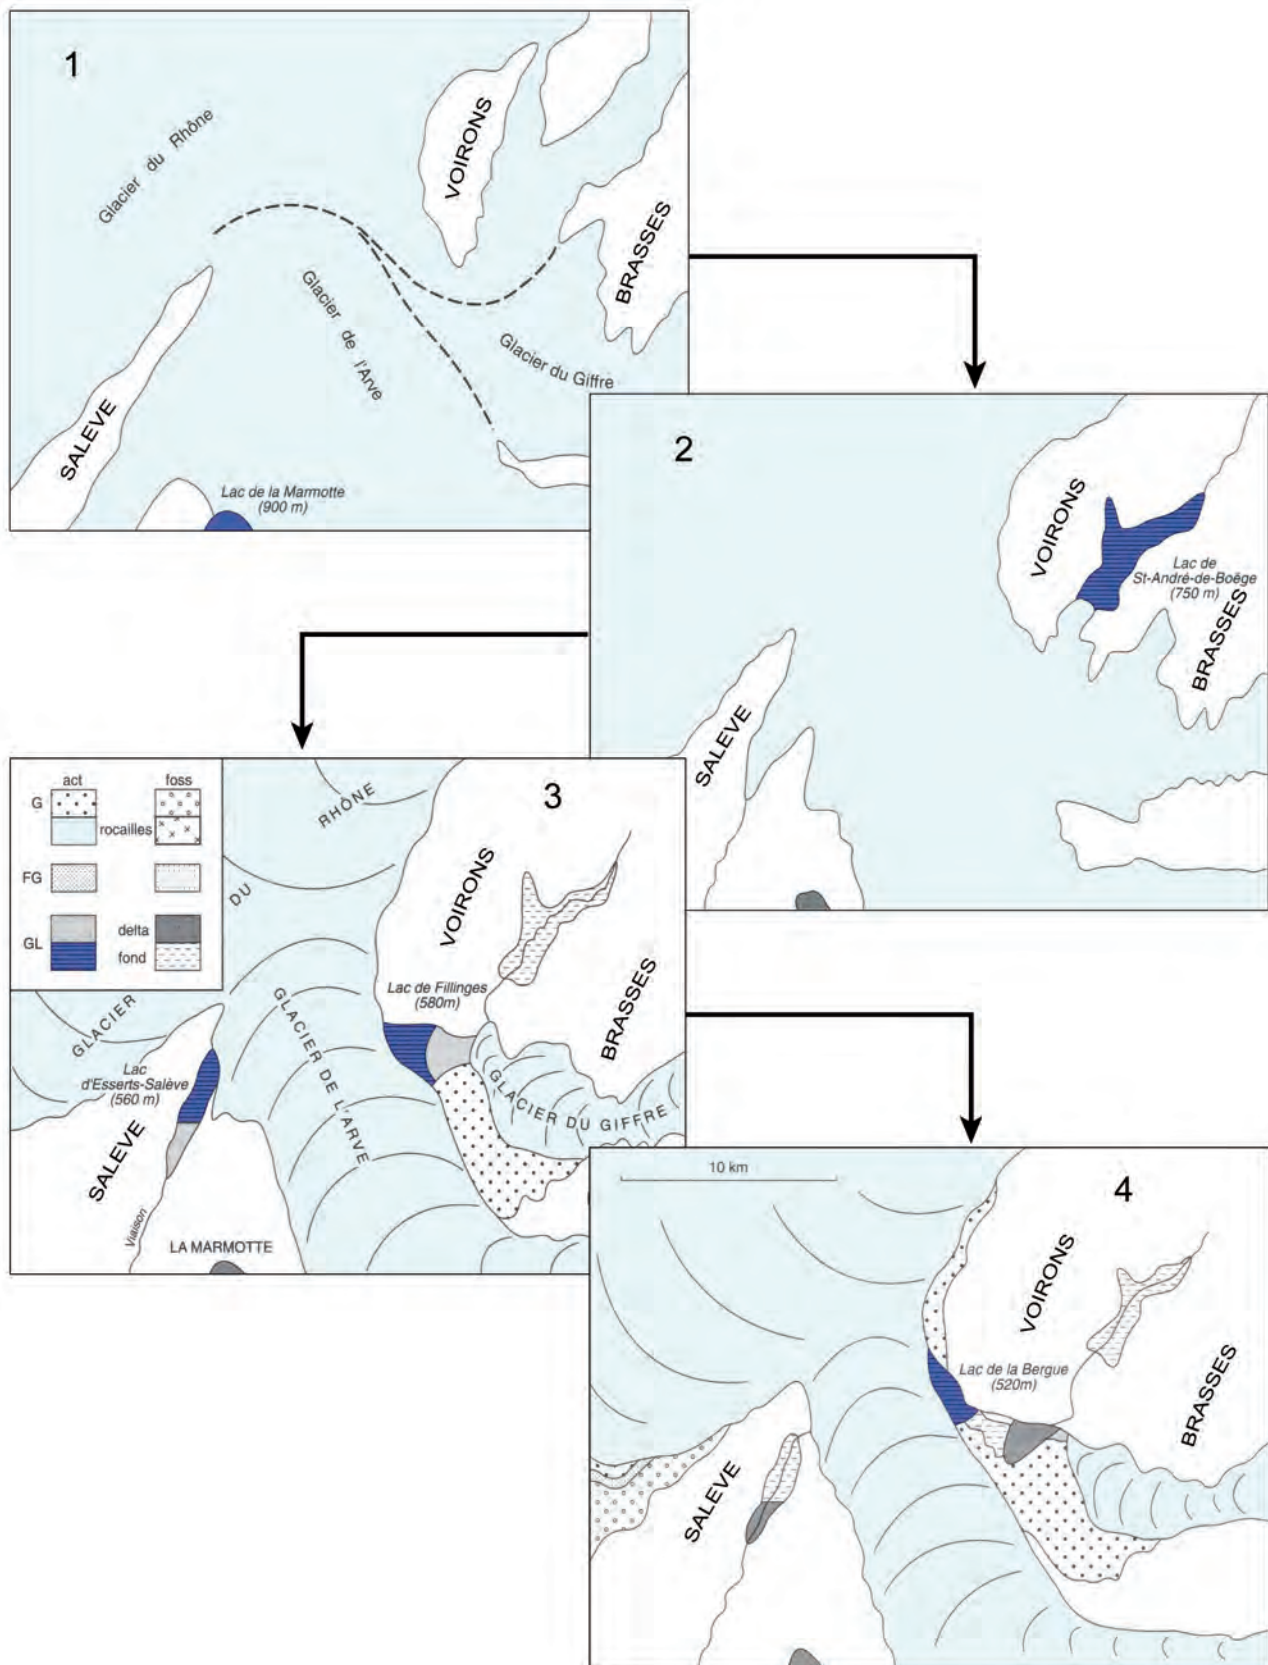 1
Glacier du Rhône
VOIRONS
BRASSES
Glacier de l'Arve
Glacier du Giffre
SALEVE
Lac de la Marmotte
(900 m)
2
VOIRONS
Lac de
St-André-de-Boëge
(750 m)
BRASSES
SALEVE
3
act
foss
G
rocailles
FG
GL
delta
fond
GLACIER DU RHÔNE
VOIRONS
BRASSES
Lac de Fillinges
(580m)
GLACIER DE L'ARVE
GLACIER DU GIFFRE
Lac
d'Esserts-Salève
(560 m)
SALEVE
Viaison
LA MARMOTTE
4
10 km
VOIRONS
Lac de la Bergue
(520m)
BRASSES
SALEVE